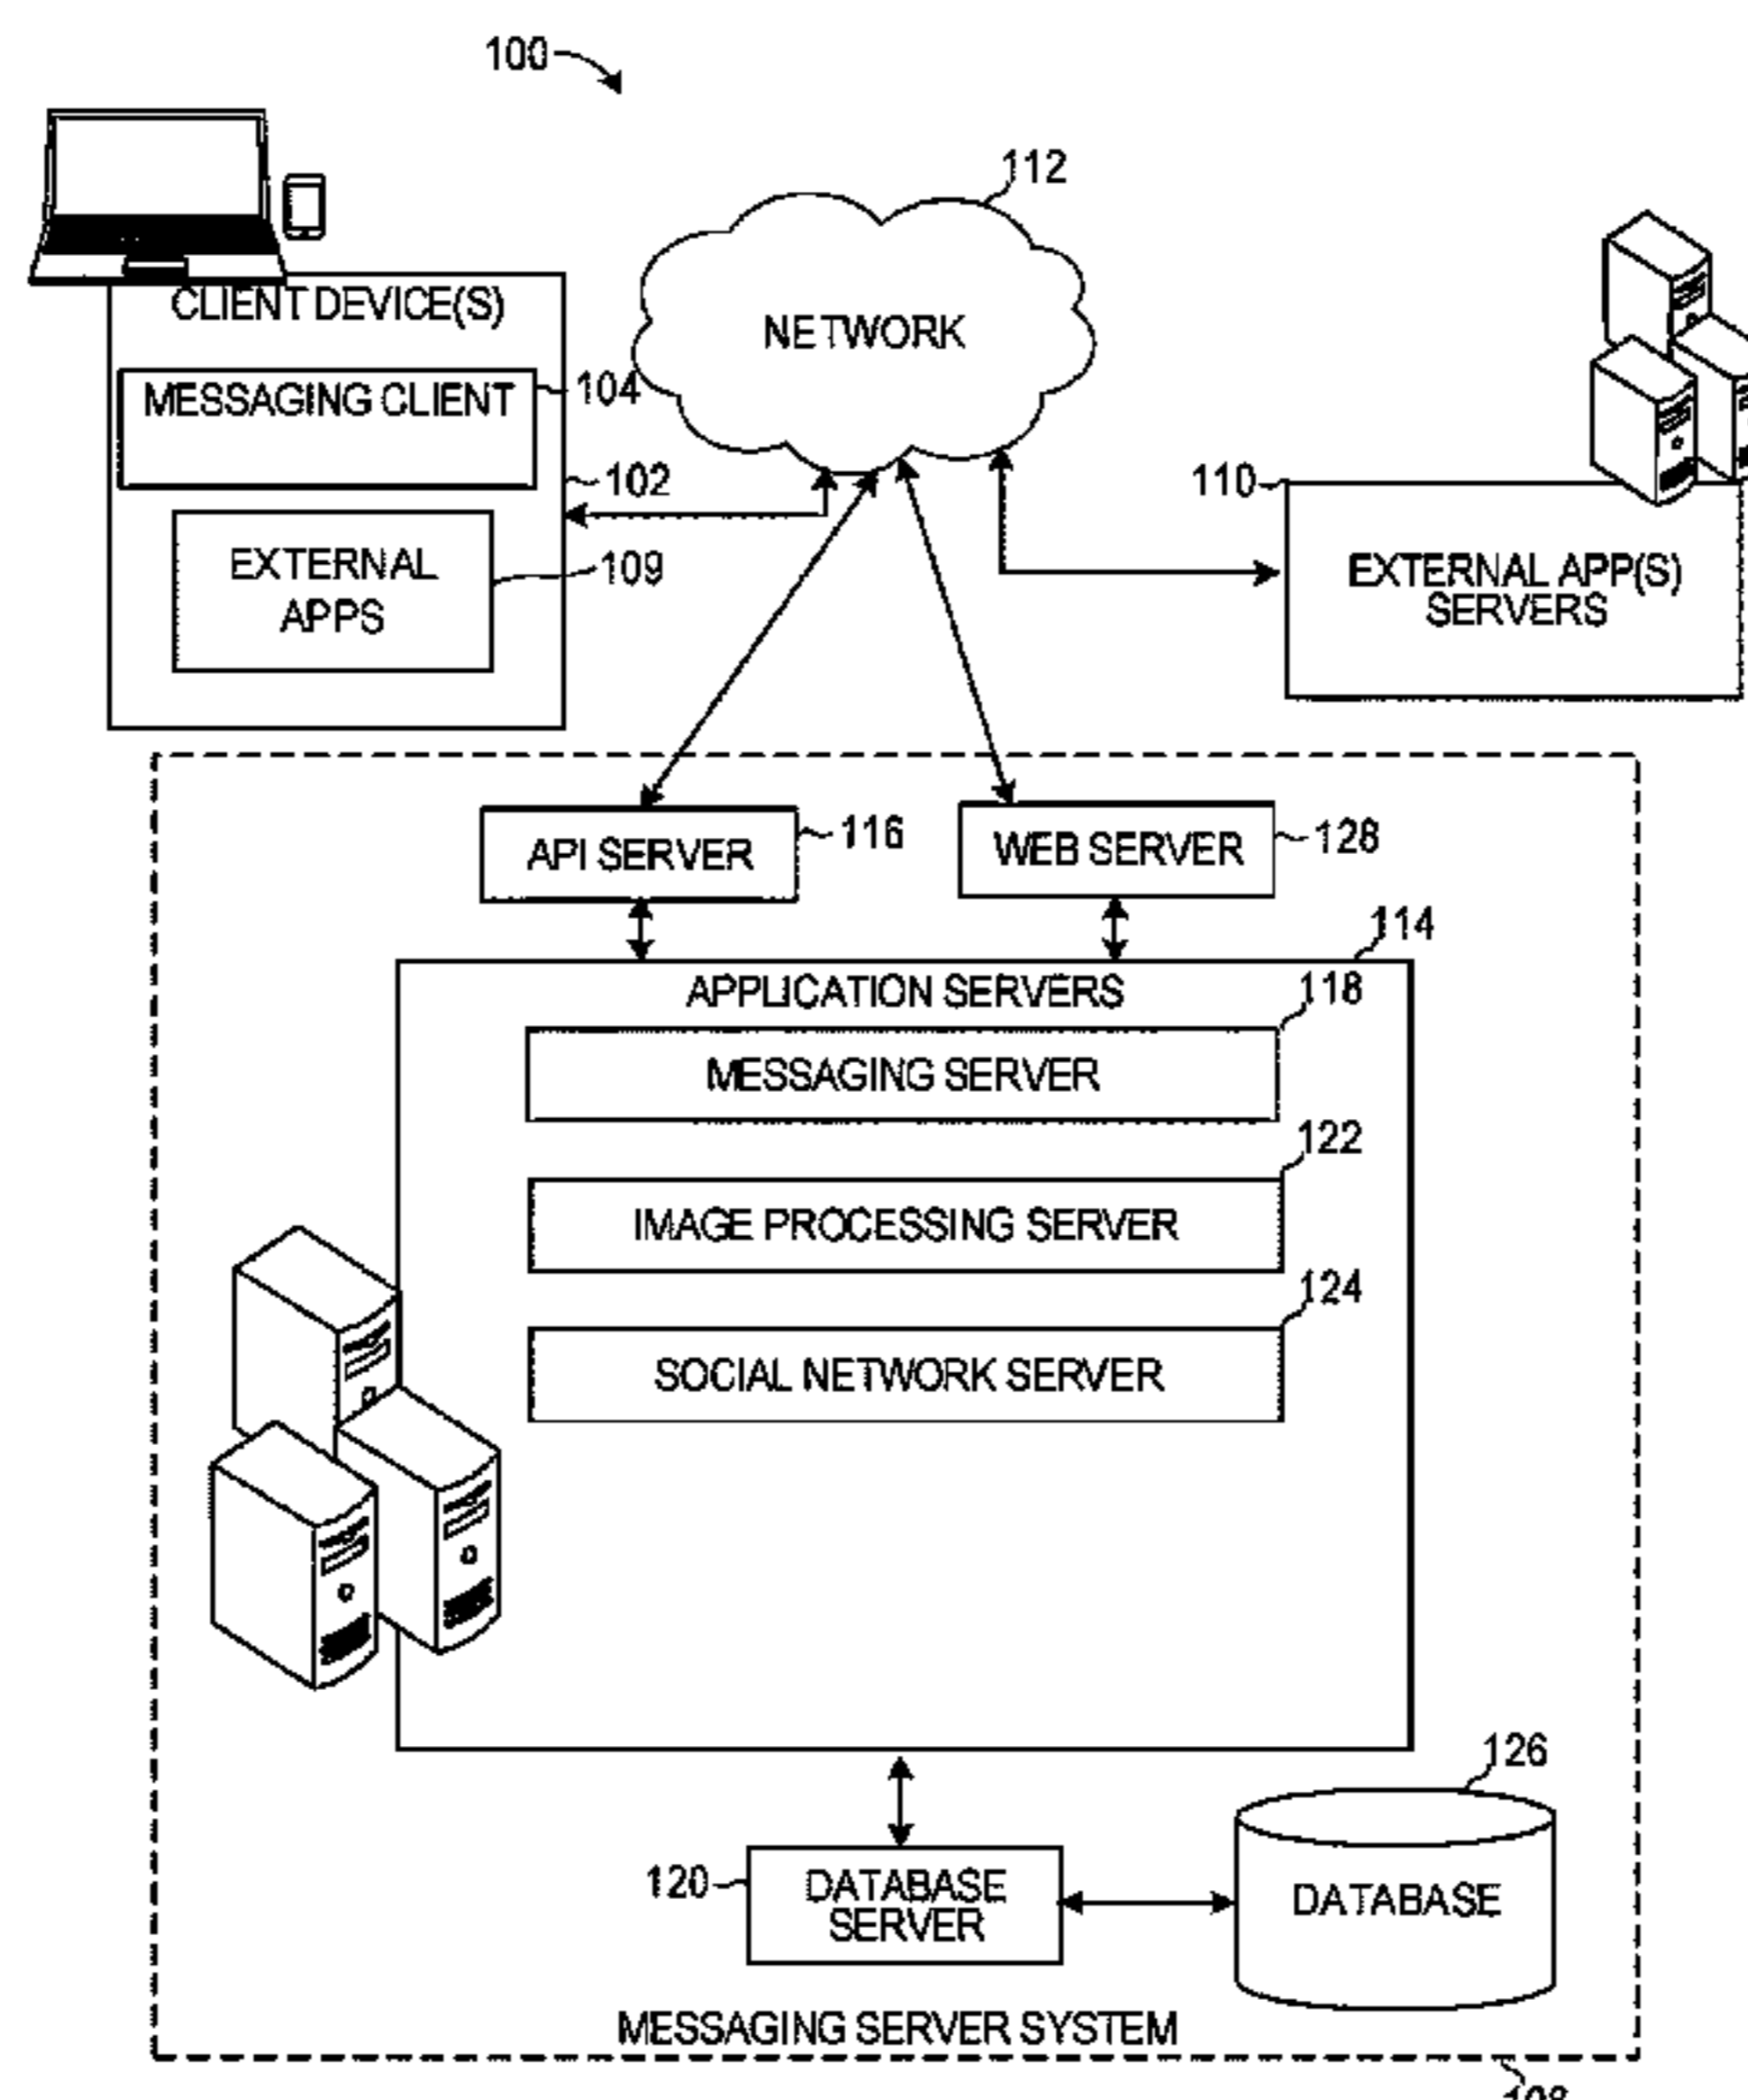 100
112
CLIENT DEVICE(S)
NETWORK
MESSAGING CLIENT
104
102
110
EXTERNAL
APPS
109
EXTERNAL APP(S)
SERVERS
API SERVER
116
WEB SERVER
128
114
APPLICATION SERVERS
118
MESSAGING SERVER
122
IMAGE PROCESSING SERVER
124
SOCIAL NETWORK SERVER
126
120
DATABASE
SERVER
DATABASE
MESSAGING SERVER SYSTEM